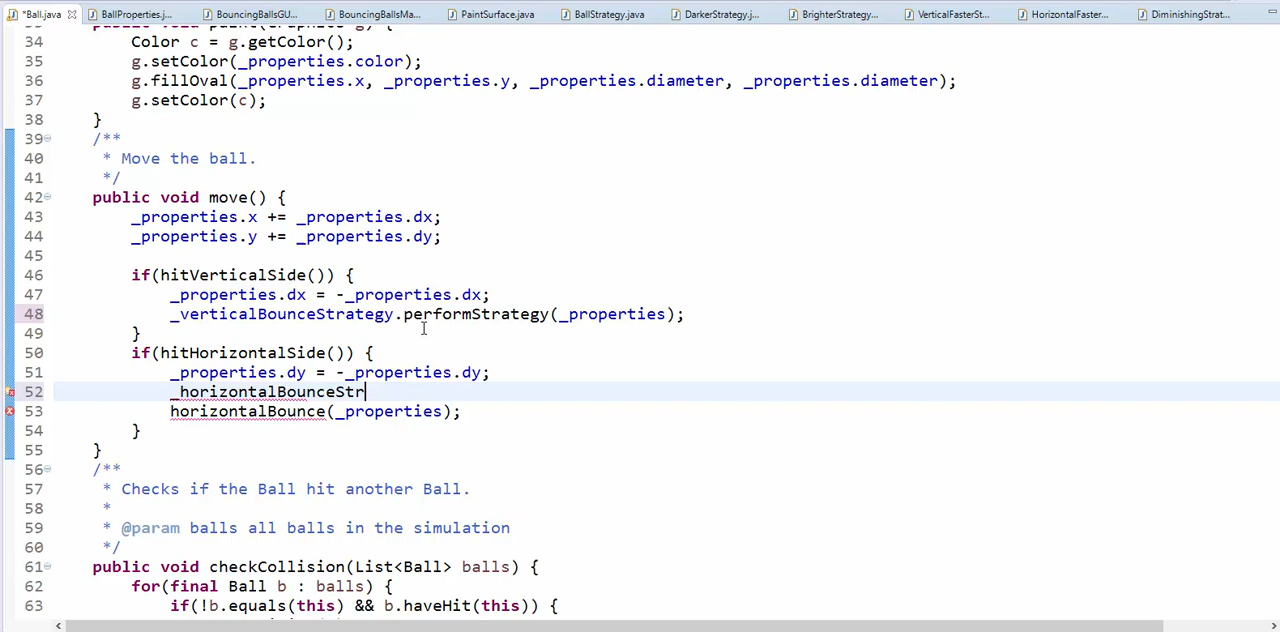 *Ball.java BallProperties.j... BouncingBallsGU... BouncingBallsMa... PaintSurface.java BallStrategy.java DarkerStrategy.j... BrighterStrategy... VerticalFasterSt... HorizontalFaster... DiminishingStrat...
34 Color c = g.getColor();
35 g.setColor(_properties.color);
36 g.fillOval(_properties.x, _properties.y, _properties.diameter, _properties.diameter);
37 g.setColor(c);
38 }
39 /**
40 * Move the ball.
41 */
42 public void move() {
43 _properties.x += _properties.dx;
44 _properties.y += _properties.dy;
45
46 if(hitVerticalSide()) {
47 _properties.dx = -_properties.dx;
48 _verticalBounceStrategy.performStrategy(_properties);
49 }
50 if(hitHorizontalSide()) {
51 _properties.dy = -_properties.dy;
52 _horizontalBounceStr
53 horizontalBounce(_properties);
54 }
55 }
56 /**
57 * Checks if the Ball hit another Ball.
58 *
59 * @param balls all balls in the simulation
60 */
61 public void checkCollision(List<Ball> balls) {
62 for(final Ball b : balls) {
63 if(!b.equals(this) && b.haveHit(this)) {